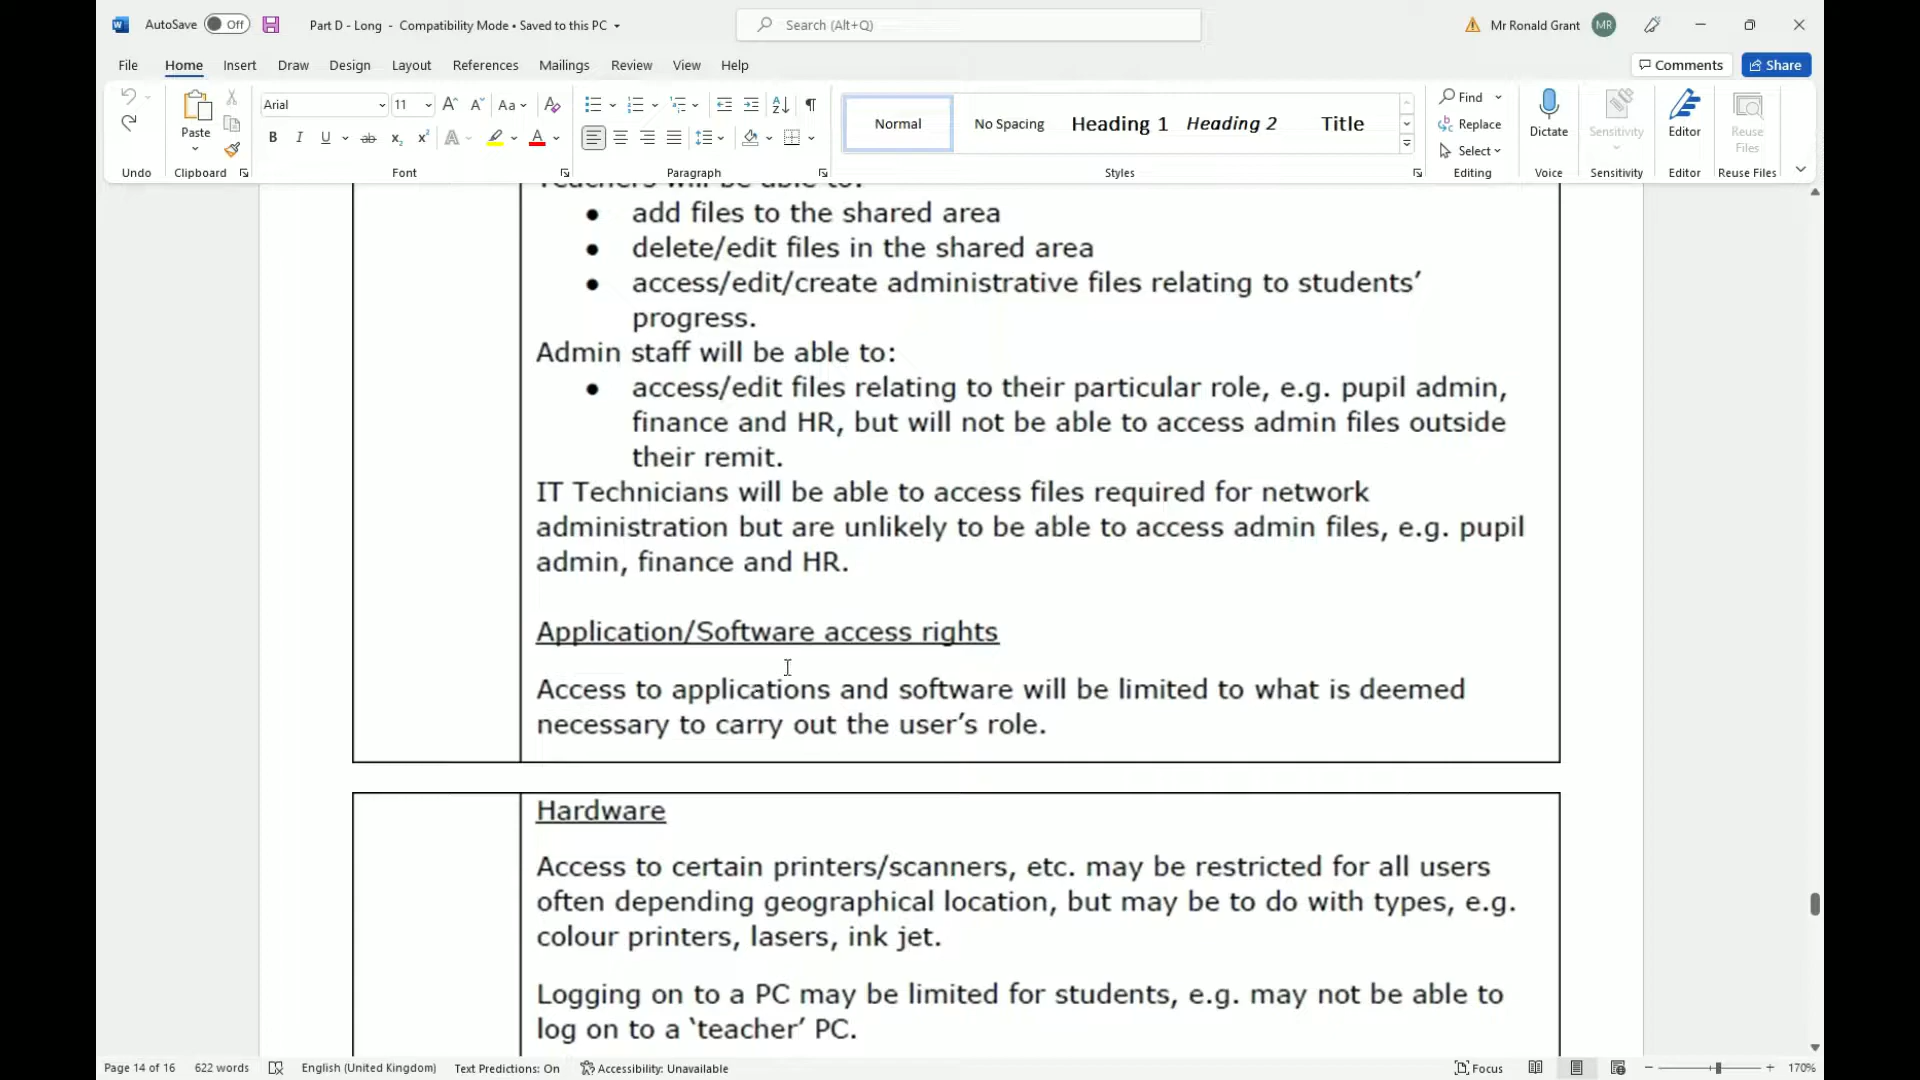 AutoSave Off Part D - Long - Compatibility Mode • Saved to this PC Search (Alt+Q) Mr Ronald Grant MR
File Home Insert Draw Design Layout References Mailings Review View Help Comments Share
Arial 11 Aa Normal No Spacing Heading 1 Heading 2 Title Find
Paste Replace Dictate Sensitivity Editor Reuse Files
B I U ab x₂ x² A A Select
Undo Clipboard Font Paragraph Styles Editing Voice Sensitivity Editor Reuse Files
Teachers will be able to:
● add files to the shared area
● delete/edit files in the shared area
● access/edit/create administrative files relating to students’
progress.
Admin staff will be able to:
● access/edit files relating to their particular role, e.g. pupil admin,
finance and HR, but will not be able to access admin files outside
their remit.
IT Technicians will be able to access files required for network
administration but are unlikely to be able to access admin files, e.g. pupil
admin, finance and HR.
Application/Software access rights
Access to applications and software will be limited to what is deemed
necessary to carry out the user’s role.
Hardware
Access to certain printers/scanners, etc. may be restricted for all users
often depending geographical location, but may be to do with types, e.g.
colour printers, lasers, ink jet.
Logging on to a PC may be limited for students, e.g. may not be able to
log on to a ‘teacher’ PC.
Page 14 of 16 622 words English (United Kingdom) Text Predictions: On Accessibility: Unavailable Focus 170%